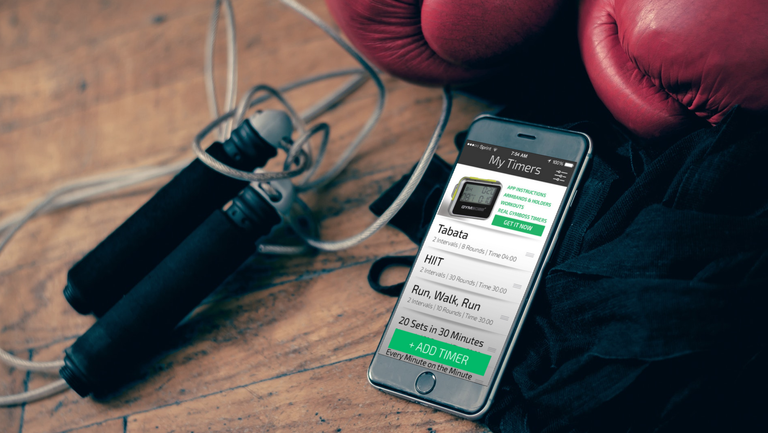 Sprint
7:54 AM
100%
My Timers
APP INSTRUCTIONS
ARMBANDS & HOLDERS
WORKOUTS
REAL GYMBOSS TIMERS
GET IT NOW
Tabata
2 Intervals | 8 Rounds | Time 04:00
HIIT
2 Intervals | 30 Rounds | Time 30:00
Run, Walk, Run
2 Intervals | 10 Rounds | Time 30:00
20 Sets in 30 Minutes
+ ADD TIMER
Every Minute on the Minute